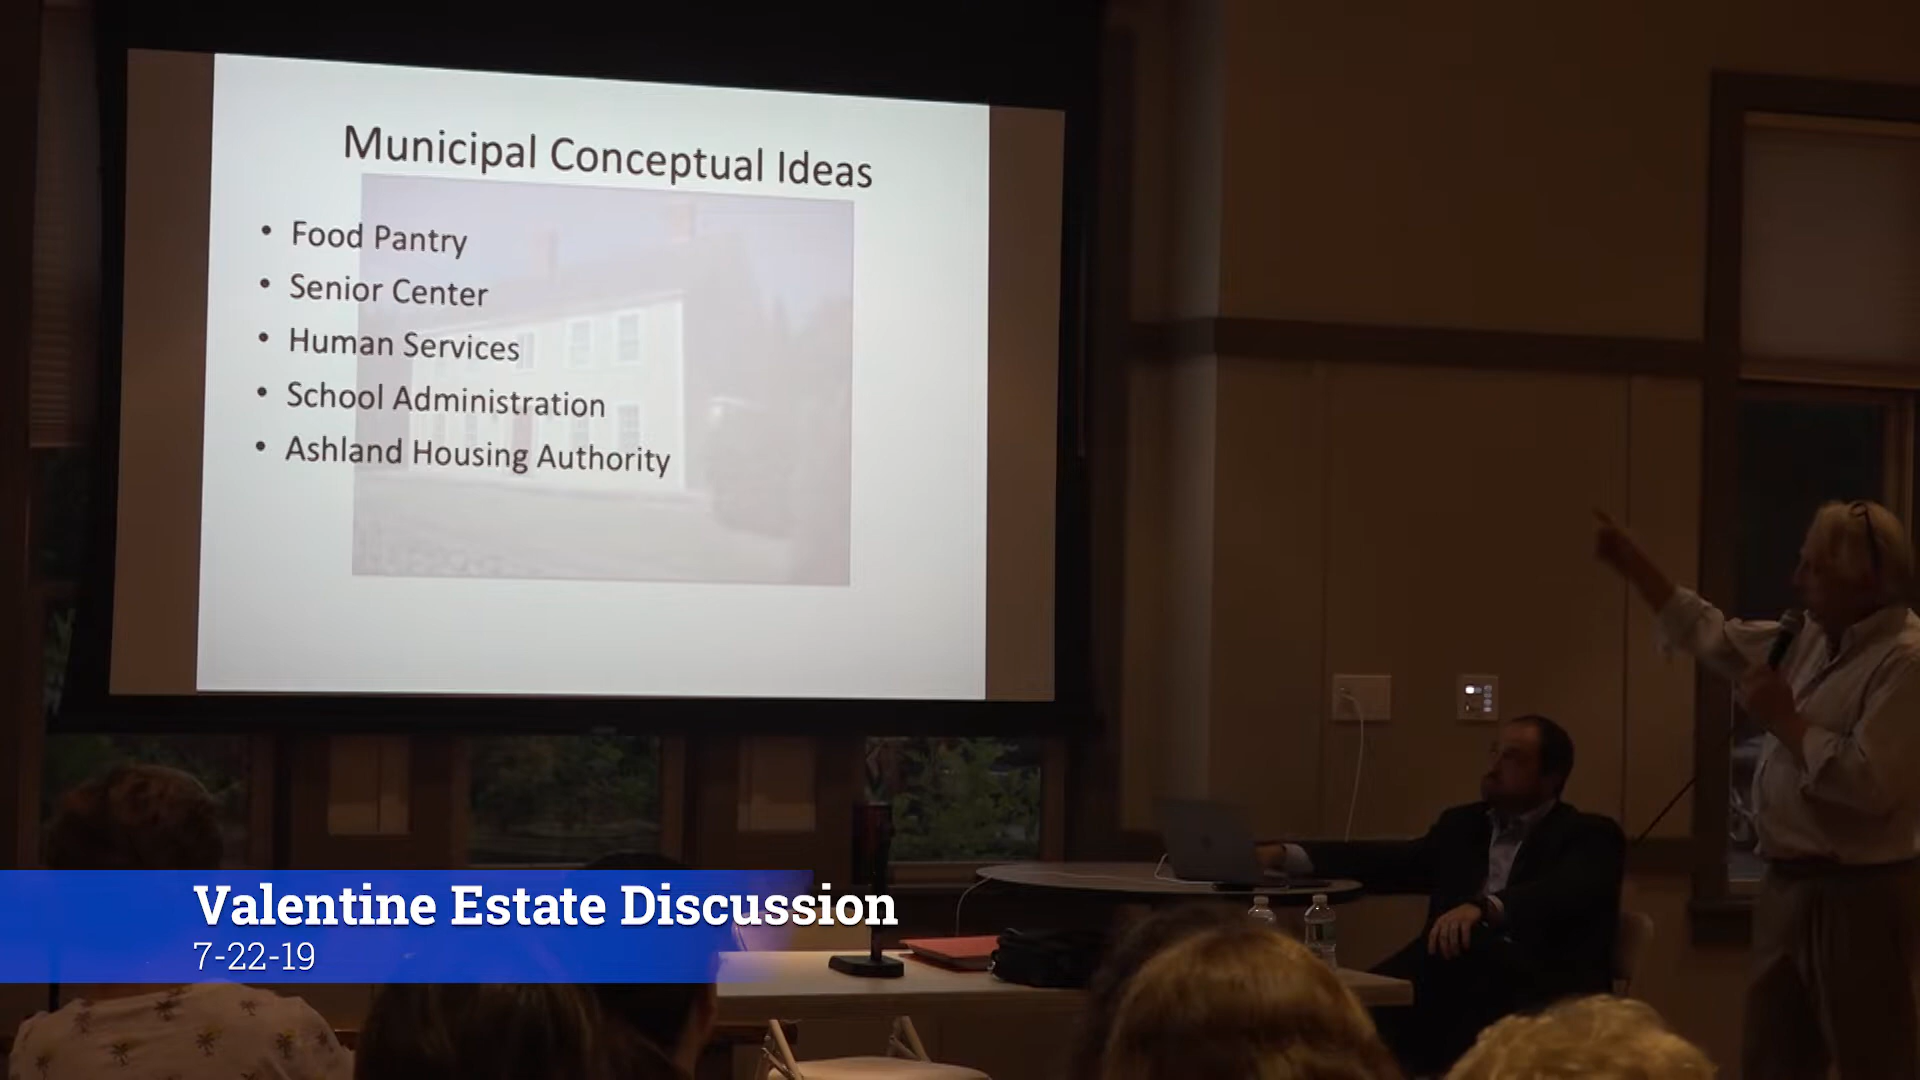 Municipal Conceptual Ideas
• Food Pantry
• Senior Center
• Human Services
• School Administration
• Ashland Housing Authority
Valentine Estate Discussion
7-22-19